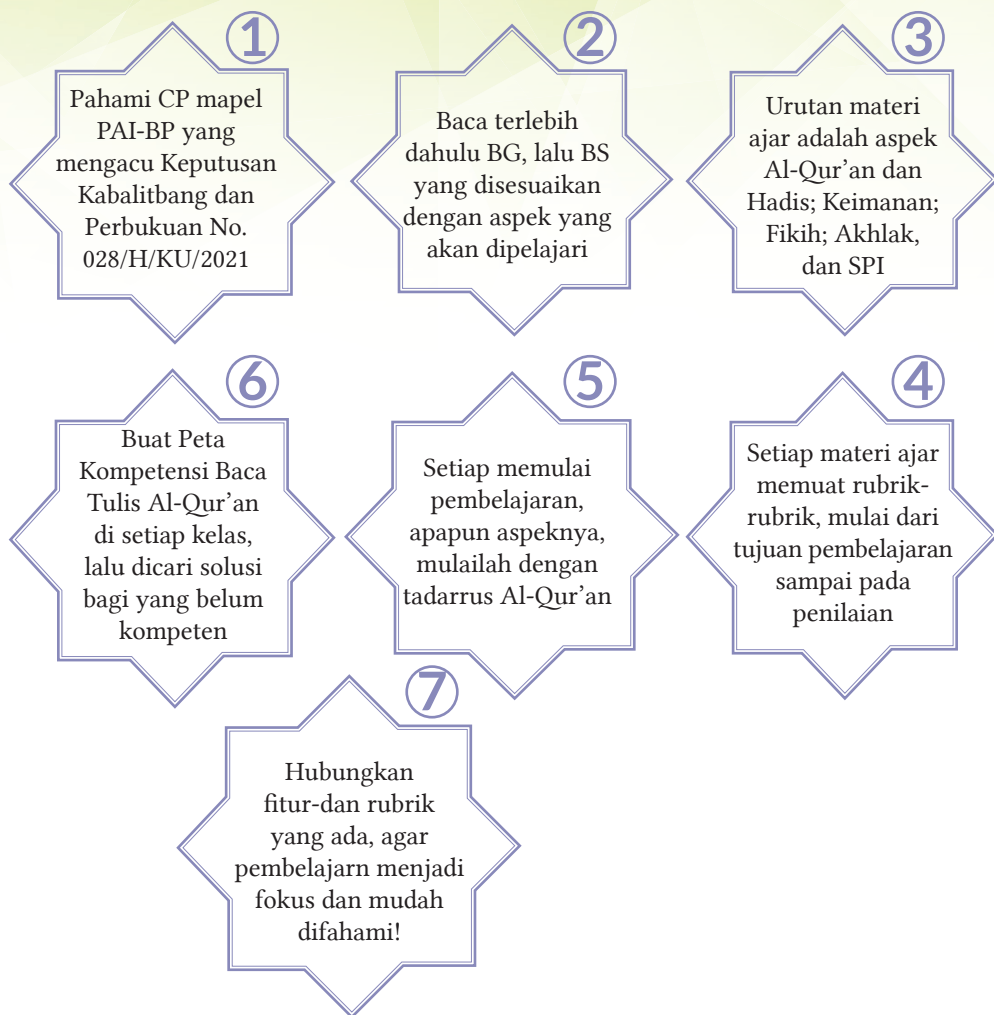 1
Pahami CP mapel
PAI-BP yang
mengacu Keputusan
Kabalitbang dan
Perbukuan No.
028/H/KU/2021
2
Baca terlebih
dahulu BG, lalu BS
yang disesuaikan
dengan aspek yang
akan dipelajari
3
Urutan materi
ajar adalah aspek
Al-Qur’an dan
Hadis; Keimanan;
Fikih; Akhlak,
dan SPI
4
Setiap materi ajar
memuat rubrik-
rubrik, mulai dari
tujuan pembelajaran
sampai pada
penilaian
5
Setiap memulai
pembelajaran,
apapun aspeknya,
mulailah dengan
tadarrus Al-Qur’an
6
Buat Peta
Kompetensi Baca
Tulis Al-Qur’an
di setiap kelas,
lalu dicari solusi
bagi yang belum
kompeten
7
Hubungkan
fitur-dan rubrik
yang ada, agar
pembelajarn menjadi
fokus dan mudah
difahami!